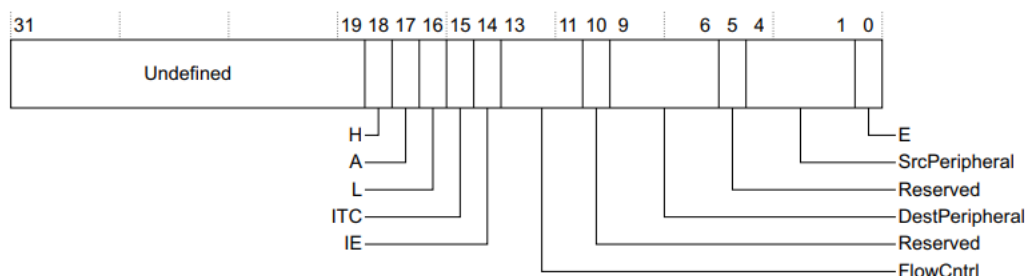 31 19 18 17 16 15 14 13 11 10 9 6 5 4 1 0
Undefined
H E
A SrcPeripheral
L Reserved
ITC DestPeripheral
IE Reserved
FlowCntrl